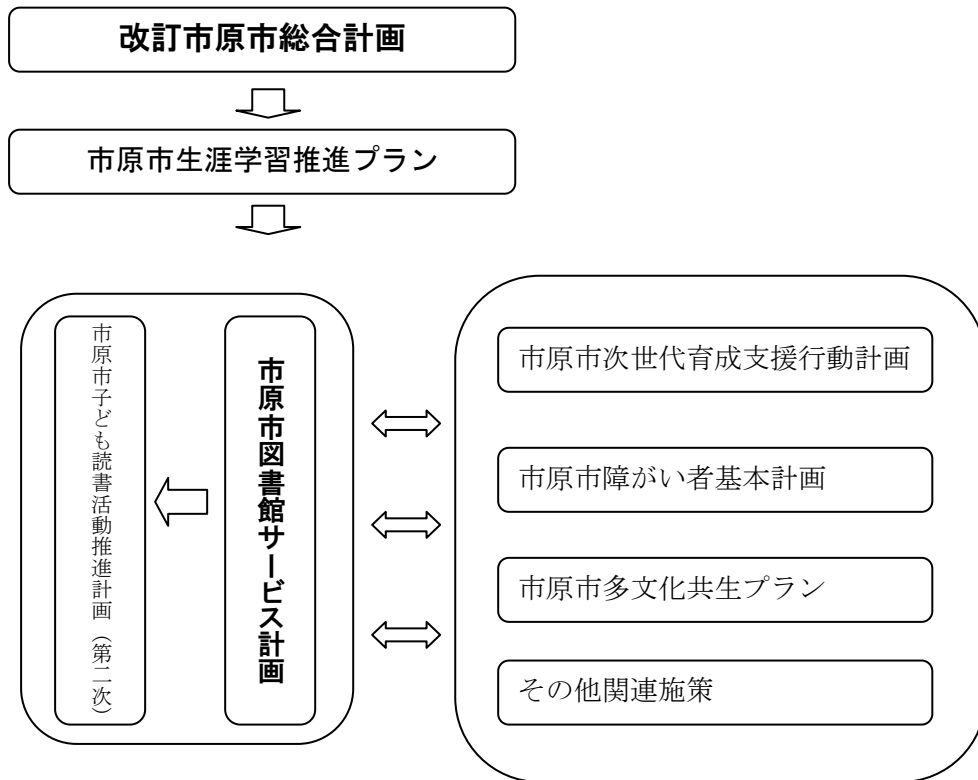 改訂市原市総合計画
市原市生涯学習推進プラン
市原市子ども読書活動推進計画（第二次）
市原市図書館サービス計画
市原市次世代育成支援行動計画
市原市障がい者基本計画
市原市多文化共生プラン
その他関連施策